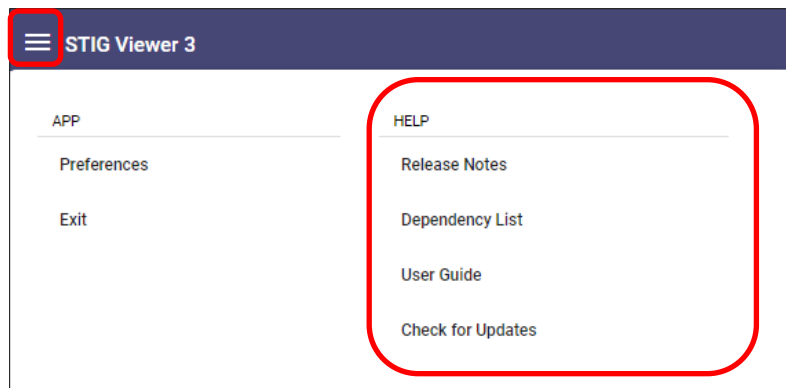 STIG Viewer 3
APP
Preferences
Exit
HELP
Release Notes
Dependency List
User Guide
Check for Updates